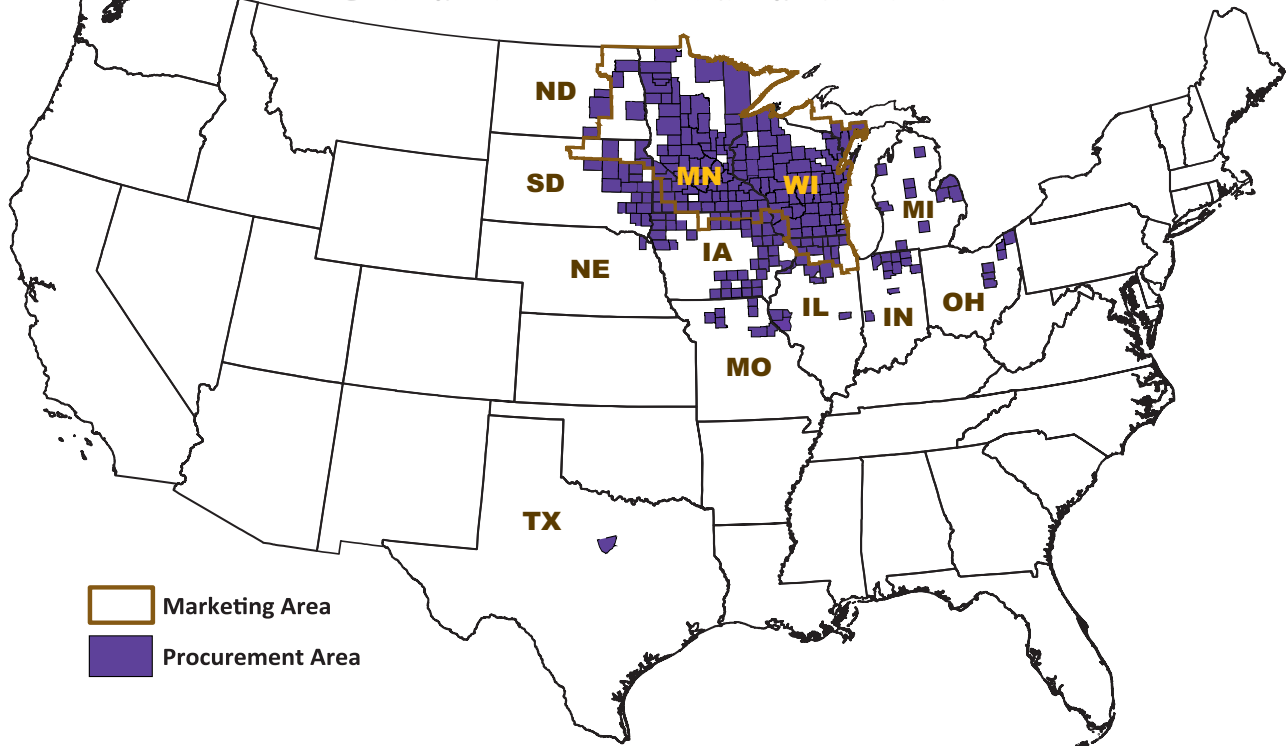 ND
MN
SD
WI
MI
IA
NE
IL
IN
OH
MO
TX
Marketing Area
Procurement Area